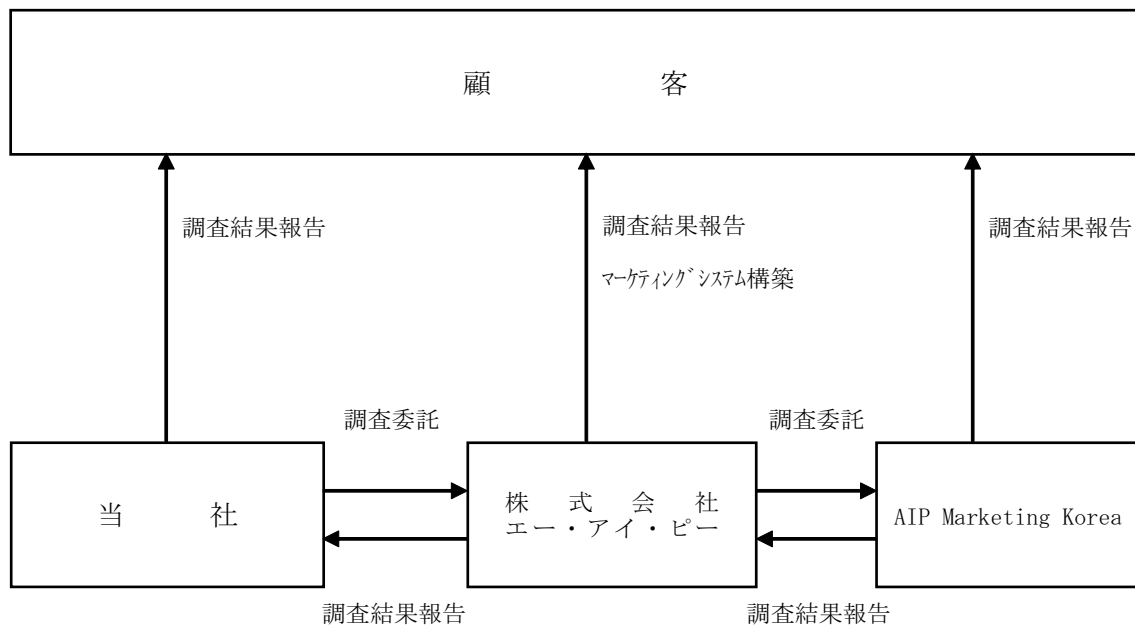 顧客
調査結果報告
調査結果報告
調査結果報告
マーケティングシステム構築
調査委託
調査委託
当社
株式会社
エー・アイ・ピー
AIP Marketing Korea
調査結果報告
調査結果報告